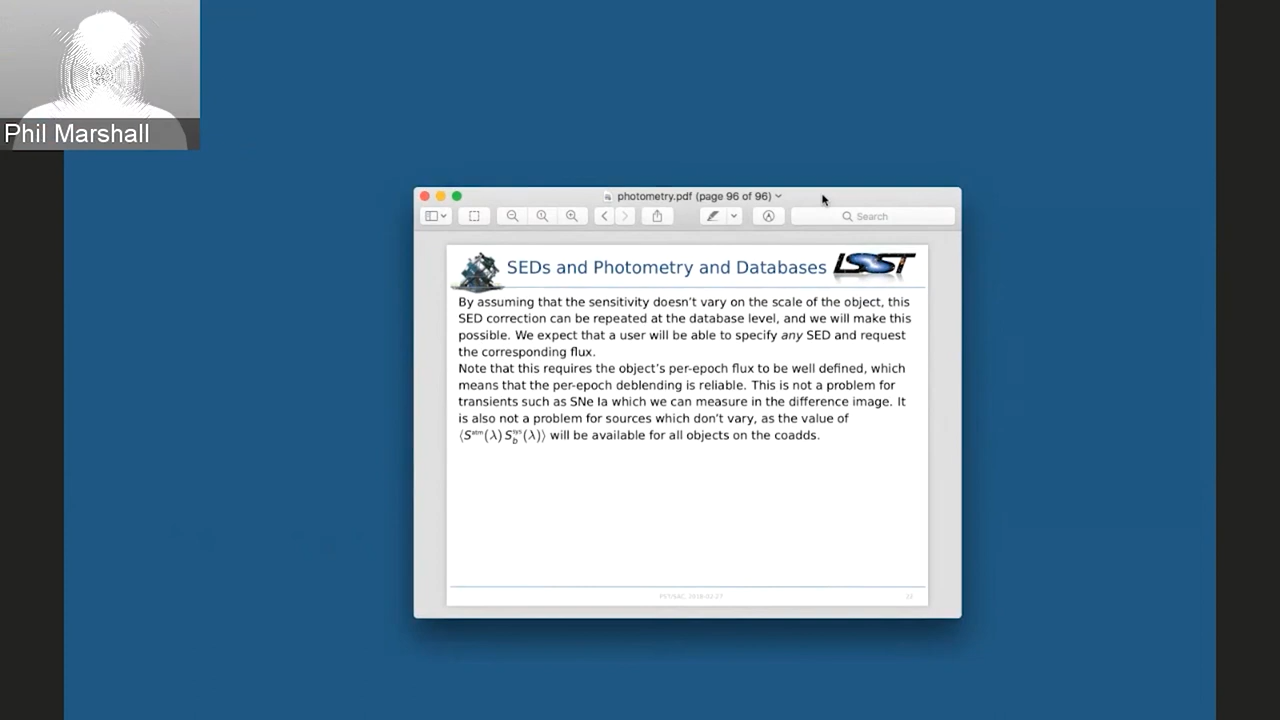 Phil Marshall
photometry.pdf (page 96 of 96)
Search
SEDs and Photometry and Databases
LSST
By assuming that the sensitivity doesn’t vary on the scale of the object, this
SED correction can be repeated at the database level, and we will make this
possible. We expect that a user will be able to specify any SED and request
the corresponding flux.
Note that this requires the object’s per-epoch flux to be well defined, which
means that the per-epoch deblending is reliable. This is not a problem for
transients such as SNe Ia which we can measure in the difference image. It
is also not a problem for sources which don’t vary, as the value of
⟨S^atm(λ) S_b^sys(λ)⟩ will be available for all objects on the coadds.
PST/SAC, 2018-02-27